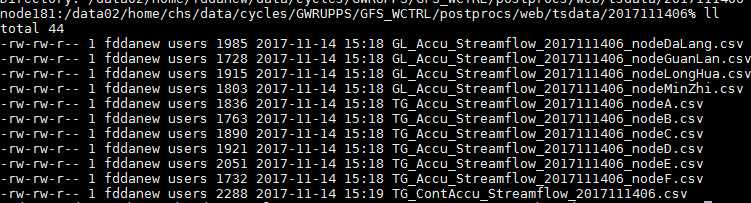 Directory: /data02/home/fddanew/data/cycles/GWRUPPS/GFS_WCTRL/postprocs/web/tsdata/2017111406
node181:/data02/home/chs/data/cycles/GWRUPPS/GFS_WCTRL/postprocs/web/tsdata/2017111406% ll
total 44
-rw-rw-r-- 1 fddanew users 1985 2017-11-14 15:18 GL_Accu_Streamflow_2017111406_nodeDaLang.csv
-rw-rw-r-- 1 fddanew users 1728 2017-11-14 15:18 GL_Accu_Streamflow_2017111406_nodeGuanLan.csv
-rw-rw-r-- 1 fddanew users 1915 2017-11-14 15:18 GL_Accu_Streamflow_2017111406_nodeLongHua.csv
-rw-rw-r-- 1 fddanew users 1803 2017-11-14 15:18 GL_Accu_Streamflow_2017111406_nodeMinZhi.csv
-rw-rw-r-- 1 fddanew users 1836 2017-11-14 15:18 TG_Accu_Streamflow_2017111406_nodeA.csv
-rw-rw-r-- 1 fddanew users 1763 2017-11-14 15:18 TG_Accu_Streamflow_2017111406_nodeB.csv
-rw-rw-r-- 1 fddanew users 1890 2017-11-14 15:18 TG_Accu_Streamflow_2017111406_nodeC.csv
-rw-rw-r-- 1 fddanew users 1921 2017-11-14 15:18 TG_Accu_Streamflow_2017111406_nodeD.csv
-rw-rw-r-- 1 fddanew users 2051 2017-11-14 15:18 TG_Accu_Streamflow_2017111406_nodeE.csv
-rw-rw-r-- 1 fddanew users 1732 2017-11-14 15:18 TG_Accu_Streamflow_2017111406_nodeF.csv
-rw-rw-r-- 1 fddanew users 2288 2017-11-14 15:19 TG_ContAccu_Streamflow_2017111406.csv